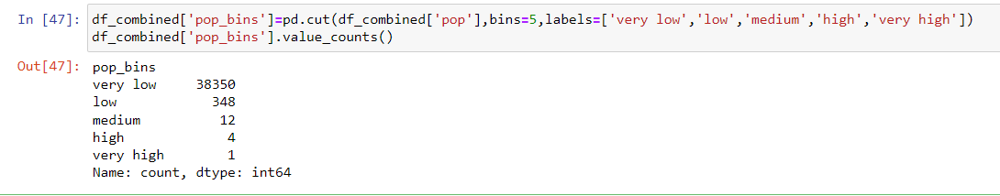 In [47]: df_combined['pop_bins']=pd.cut(df_combined['pop'],bins=5,labels=['very low','low','medium','high','very high'])
df_combined['pop_bins'].value_counts()
Out[47]: pop_bins
very low     38350
low            348
medium          12
high             4
very high        1
Name: count, dtype: int64